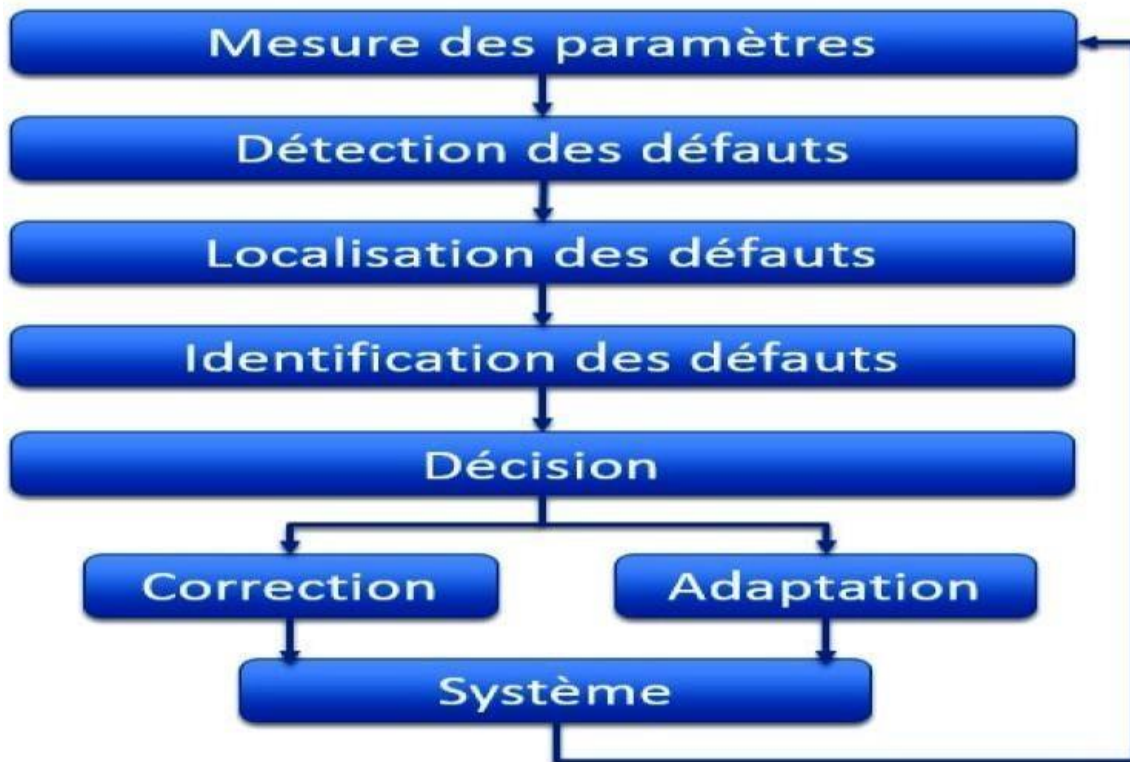 Mesure des paramètres
Détection des défauts
Localisation des défauts
Identification des défauts
Décision
Correction
Adaptation
Système